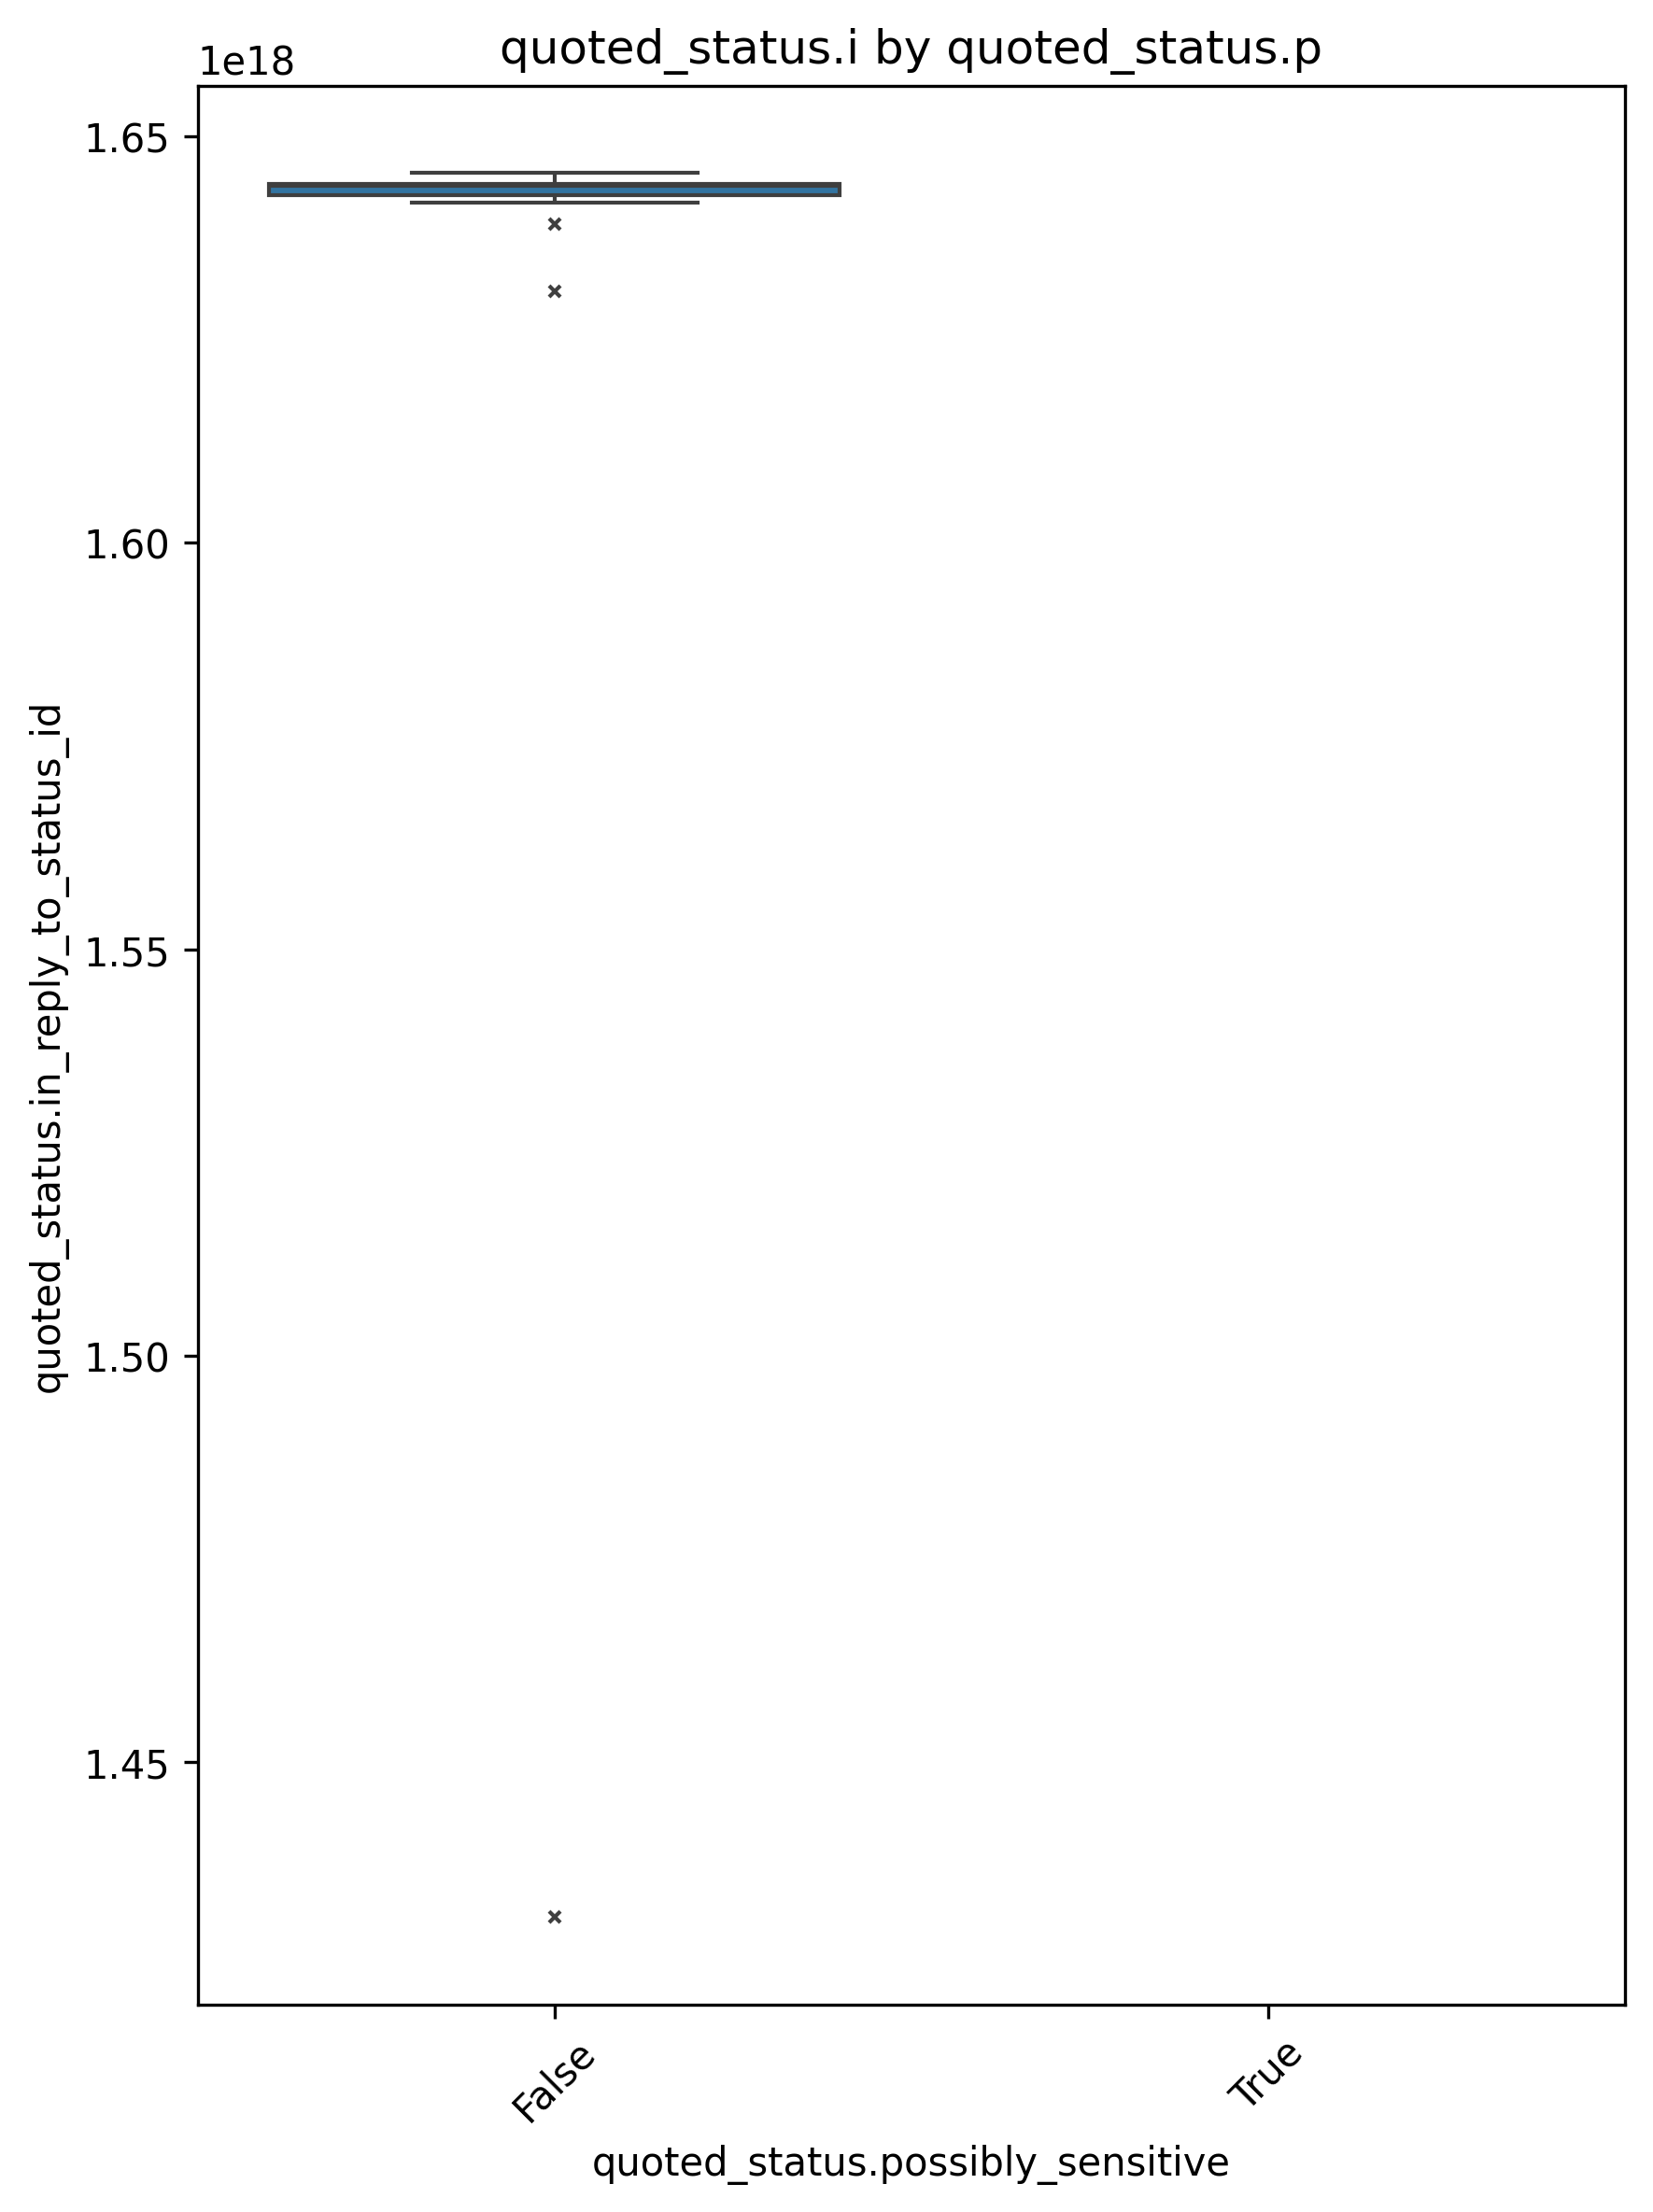 quoted_status.i by quoted_status.p
1e18
1.65
1.60
1.55
1.50
1.45
quoted_status.in_reply_to_status_id
False
True
quoted_status.possibly_sensitive